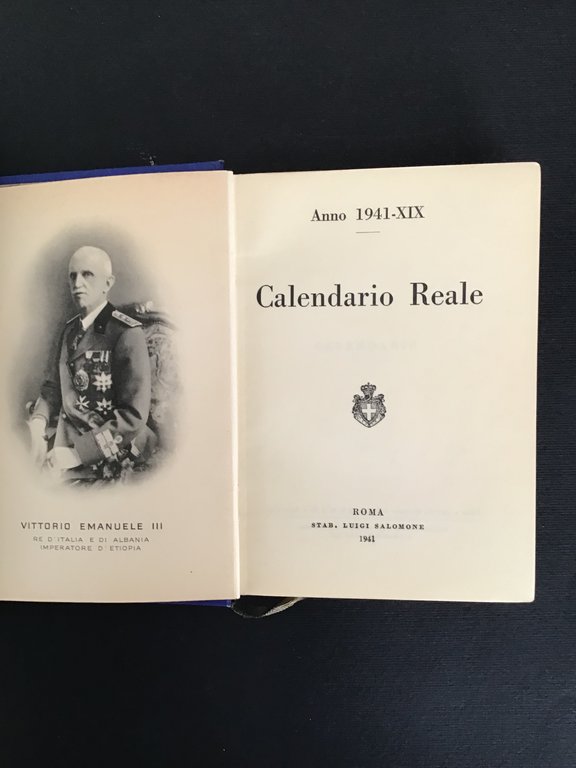 VITTORIO EMANUELE III
RE D'ITALIA E DI ALBANIA
IMPERATORE D'ETIOPIA
Anno 1941-XIX
Calendario Reale
ROMA
STAB. LUIGI SALOMONE
1941